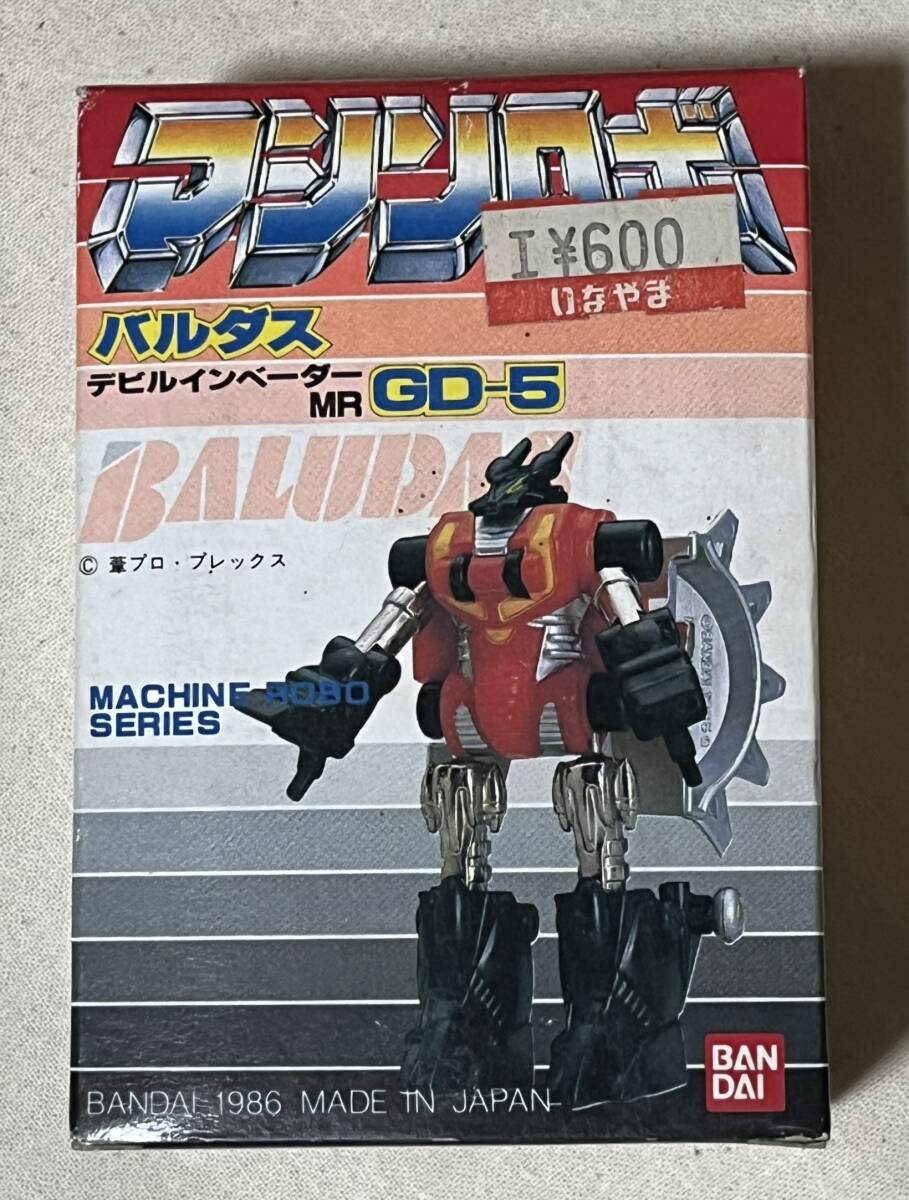 マシンロボ
I ¥600
いなやま
バルダス
デビルインベーダー
MR GD-5
BALUDAS
© 葦プロ・プレックス
MACHINE ROBO
SERIES
BANDAI 1986 MADE IN JAPAN
BAN
DAI